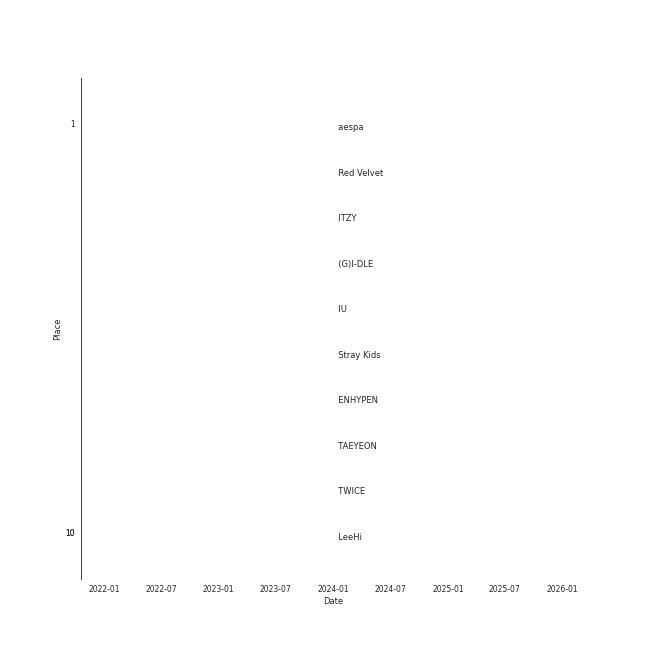 1
aespa
Red Velvet
ITZY
(G)I-DLE
IU
Place
Stray Kids
ENHYPEN
TAEYEON
TWICE
10
LeeHi
2022-01 2022-07 2023-01 2023-07 2024-01 2024-07 2025-01 2025-07 2026-01
Date